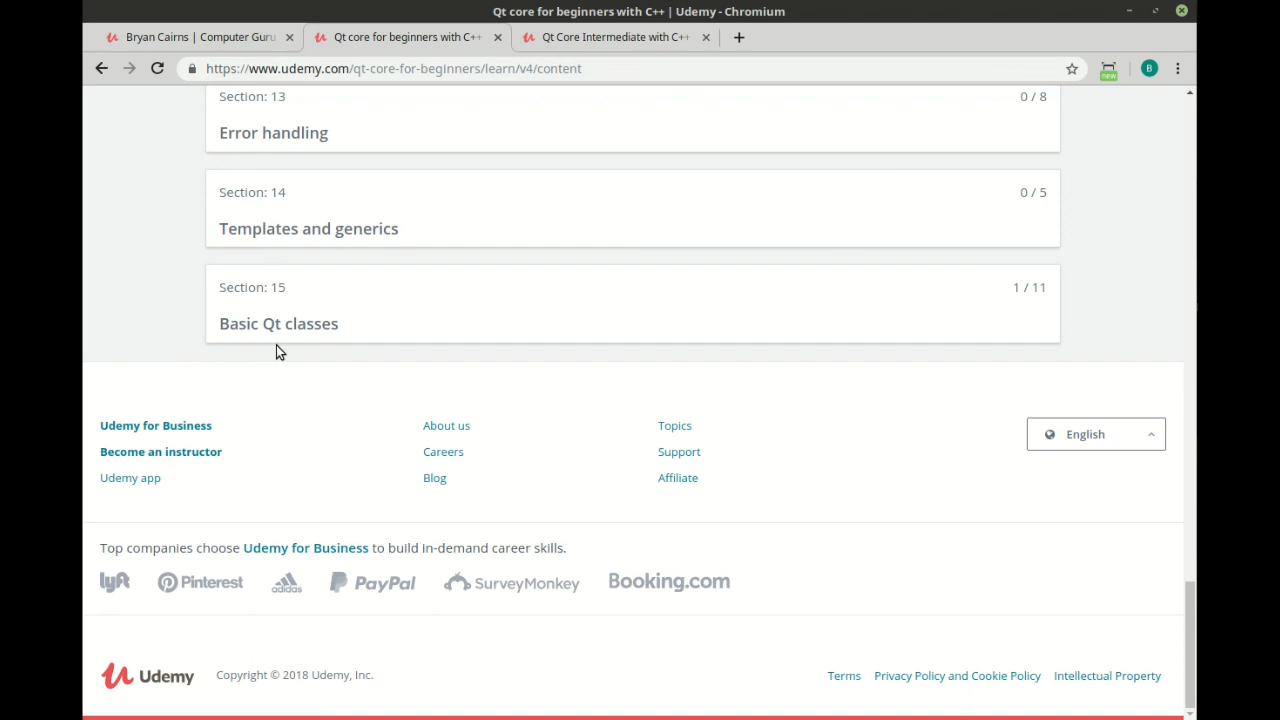 Qt core for beginners with C++ | Udemy - Chromium
Bryan Cairns | Computer Guru
Qt core for beginners with C++
Qt Core Intermediate with C++
https://www.udemy.com/qt-core-for-beginners/learn/v4/content
new
B
Section: 13
0 / 8
Error handling
Section: 14
0 / 5
Templates and generics
Section: 15
1 / 11
Basic Qt classes
Udemy for Business
About us
Topics
English
Become an instructor
Careers
Support
Udemy app
Blog
Affiliate
Top companies choose Udemy for Business to build in-demand career skills.
lyft
Pinterest
adidas
PayPal
SurveyMonkey
Booking.com
Udemy
Copyright © 2018 Udemy, Inc.
Terms
Privacy Policy and Cookie Policy
Intellectual Property